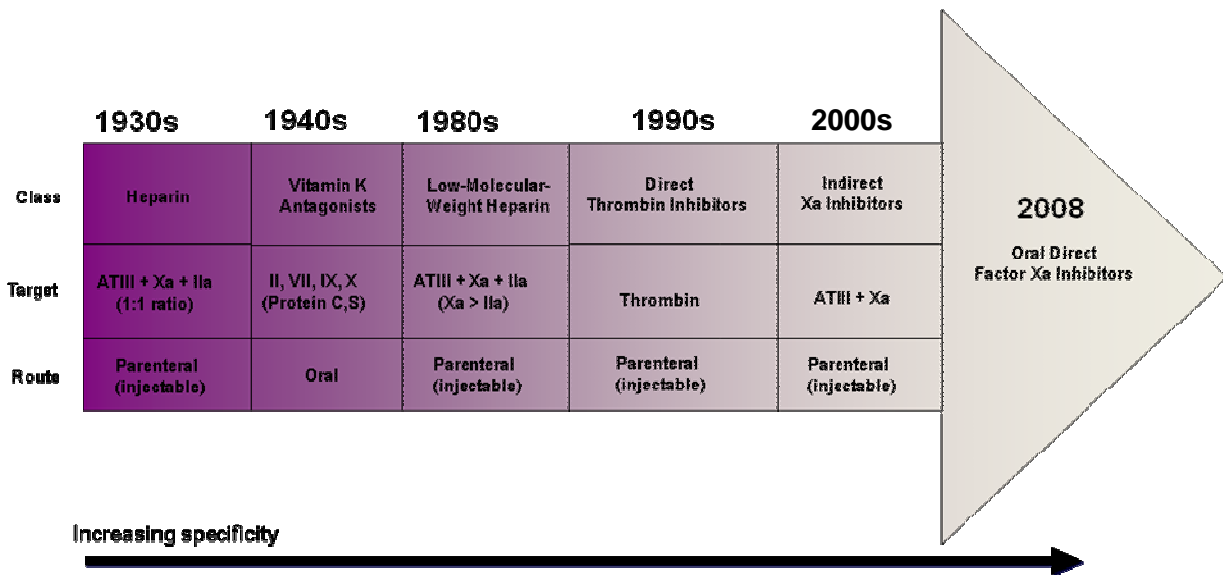 1930s
1940s
1980s
1990s
2000s
Class
Heparin
Vitamin K
Antagonists
Low-Molecular-
Weight Heparin
Direct
Thrombin Inhibitors
Indirect
Xa Inhibitors
Target
ATIII + Xa + IIa
(1:1 ratio)
II, VII, IX, X
(Protein C,S)
ATIII + Xa + IIa
(Xa > IIa)
Thrombin
ATIII + Xa
Route
Parenteral
(injectable)
Oral
Parenteral
(injectable)
Parenteral
(injectable)
Parenteral
(injectable)
2008
Oral Direct
Factor Xa Inhibitors
Increasing specificity